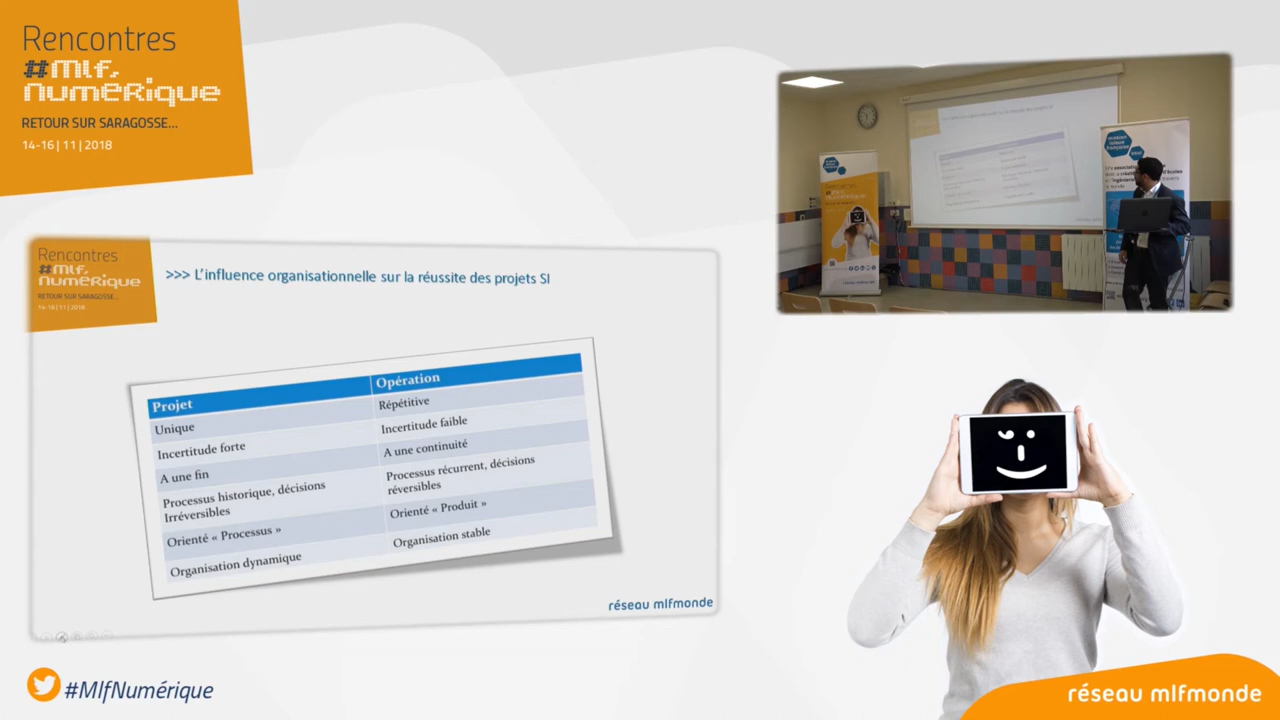 Rencontres
#mlf.
numéRique
RETOUR SUR SARAGOSSE...
14-16 | 11 | 2018
Rencontres
#mlf.
numéRique
RETOUR SUR SARAGOSSE...
14-16 | 11 | 2018
>>> L'influence organisationnelle sur la réussite des projets SI
Projet
Opération
Unique
Répétitive
Incertitude forte
Incertitude faible
A une fin
A une continuité
Processus historique, décisions
Irréversibles
Processus récurrent, décisions
réversibles
Orienté « Processus »
Orienté « Produit »
Organisation dynamique
Organisation stable
réseau mlfmonde
#MlfNumérique
réseau mlfmonde